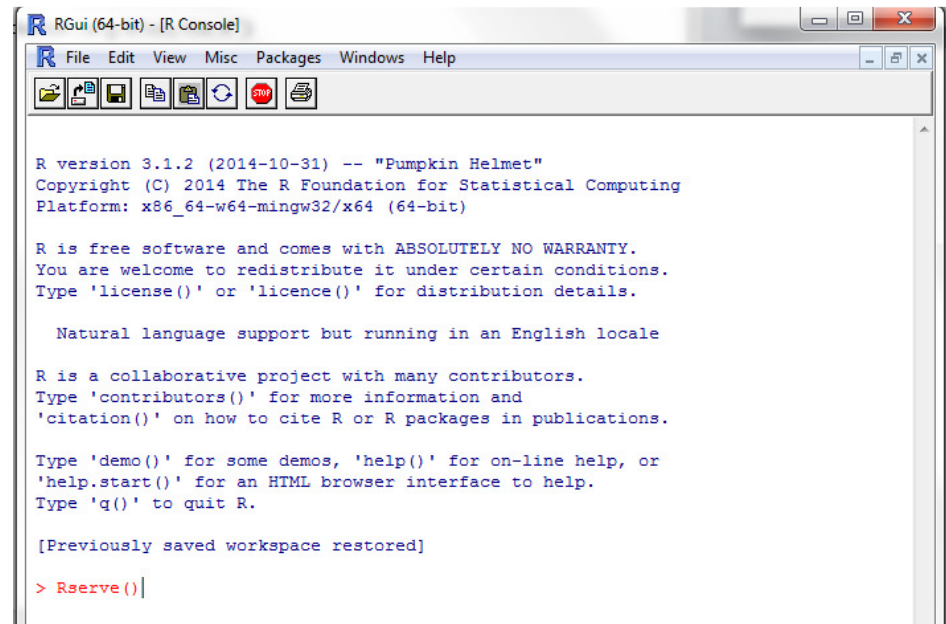 RGui (64-bit) - [R Console]
File Edit View Misc Packages Windows Help
STOP
R version 3.1.2 (2014-10-31) -- "Pumpkin Helmet"
Copyright (C) 2014 The R Foundation for Statistical Computing
Platform: x86_64-w64-mingw32/x64 (64-bit)
R is free software and comes with ABSOLUTELY NO WARRANTY.
You are welcome to redistribute it under certain conditions.
Type 'license()' or 'licence()' for distribution details.
Natural language support but running in an English locale
R is a collaborative project with many contributors.
Type 'contributors()' for more information and
'citation()' on how to cite R or R packages in publications.
Type 'demo()' for some demos, 'help()' for on-line help, or
'help.start()' for an HTML browser interface to help.
Type 'q()' to quit R.
[Previously saved workspace restored]
> Rserve()